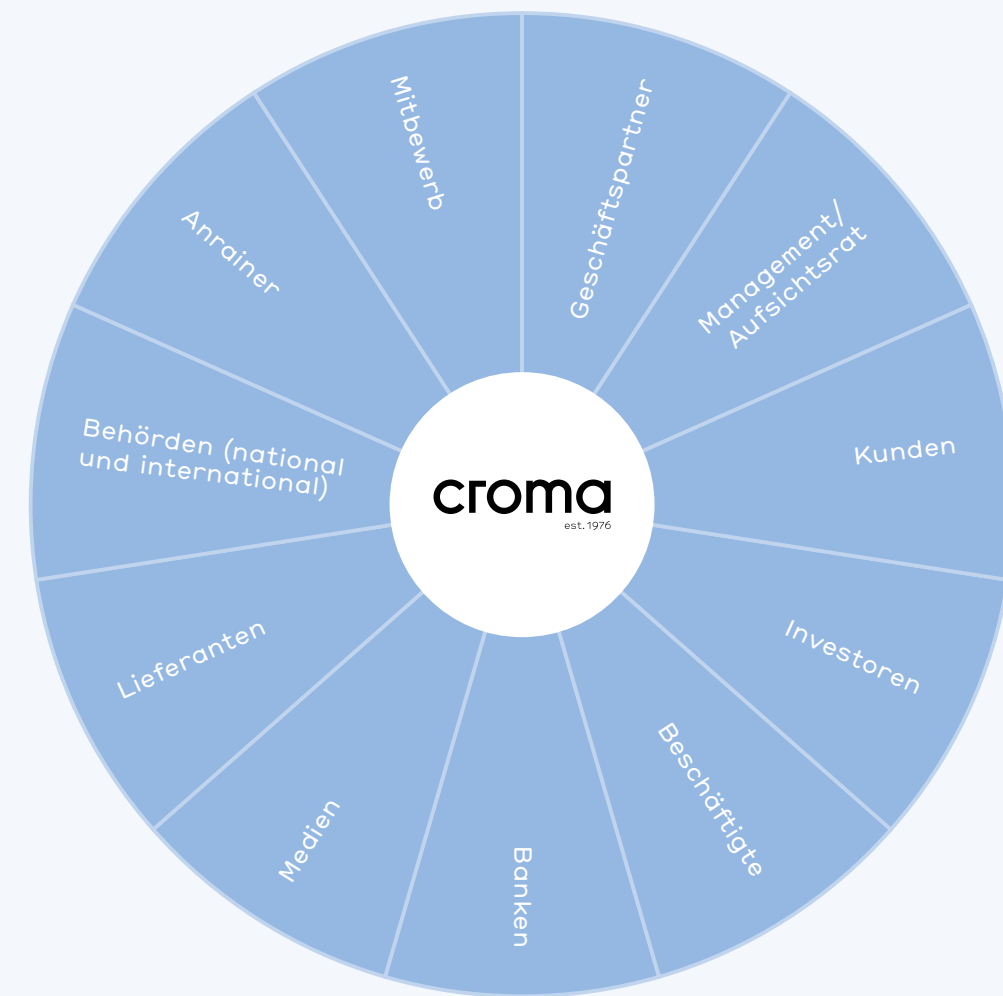 Geschäftspartner
Management/
Aufsichtsrat
Kunden
Investoren
Beschäftigte
Banken
Medien
Lieferanten
Behörden (national
und international)
Anrainer
Mitbewerb
croma
est. 1976